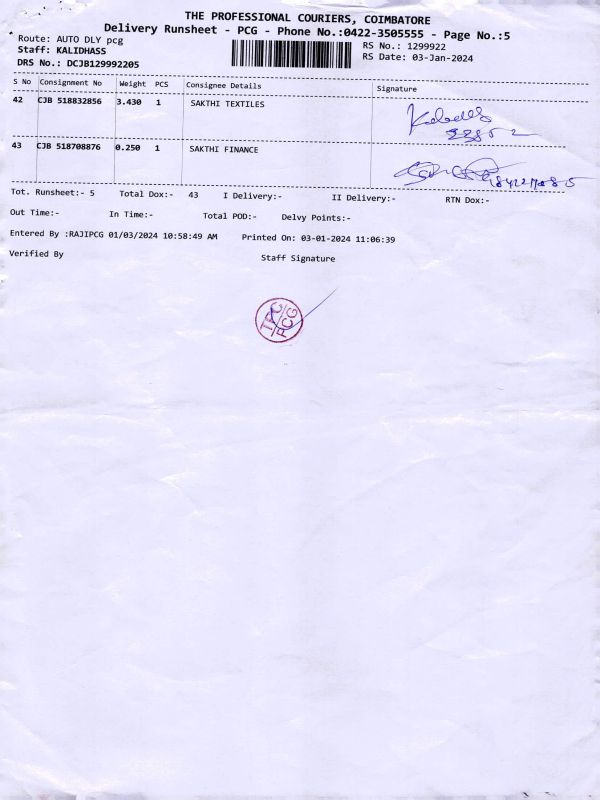 THE PROFESSIONAL COURIERS, COIMBATORE
Delivery Runsheet - PCG - Phone No.:0422-3505555 - Page No.:5
Route: AUTO DLY pcg
RS No.: 1299922
Staff: KALIDHASS
RS Date: 03-Jan-2024
DRS No.: DCJB129992205
S No Consignment No Weight PCS Consignee Details Signature
42 CJB 518832856 3.430 1 SAKTHI TEXTILES
43 CJB 518708876 0.250 1 SAKTHI FINANCE
Tot. Runsheet:- 5 Total Dox:- 43 I Delivery:- II Delivery:- RTN Dox:-
Out Time:- In Time:- Total POD:- Delvy Points:-
Entered By :RAJIPCG 01/03/2024 10:58:49 AM Printed On: 03-01-2024 11:06:39
Verified By Staff Signature
TPC
PCG